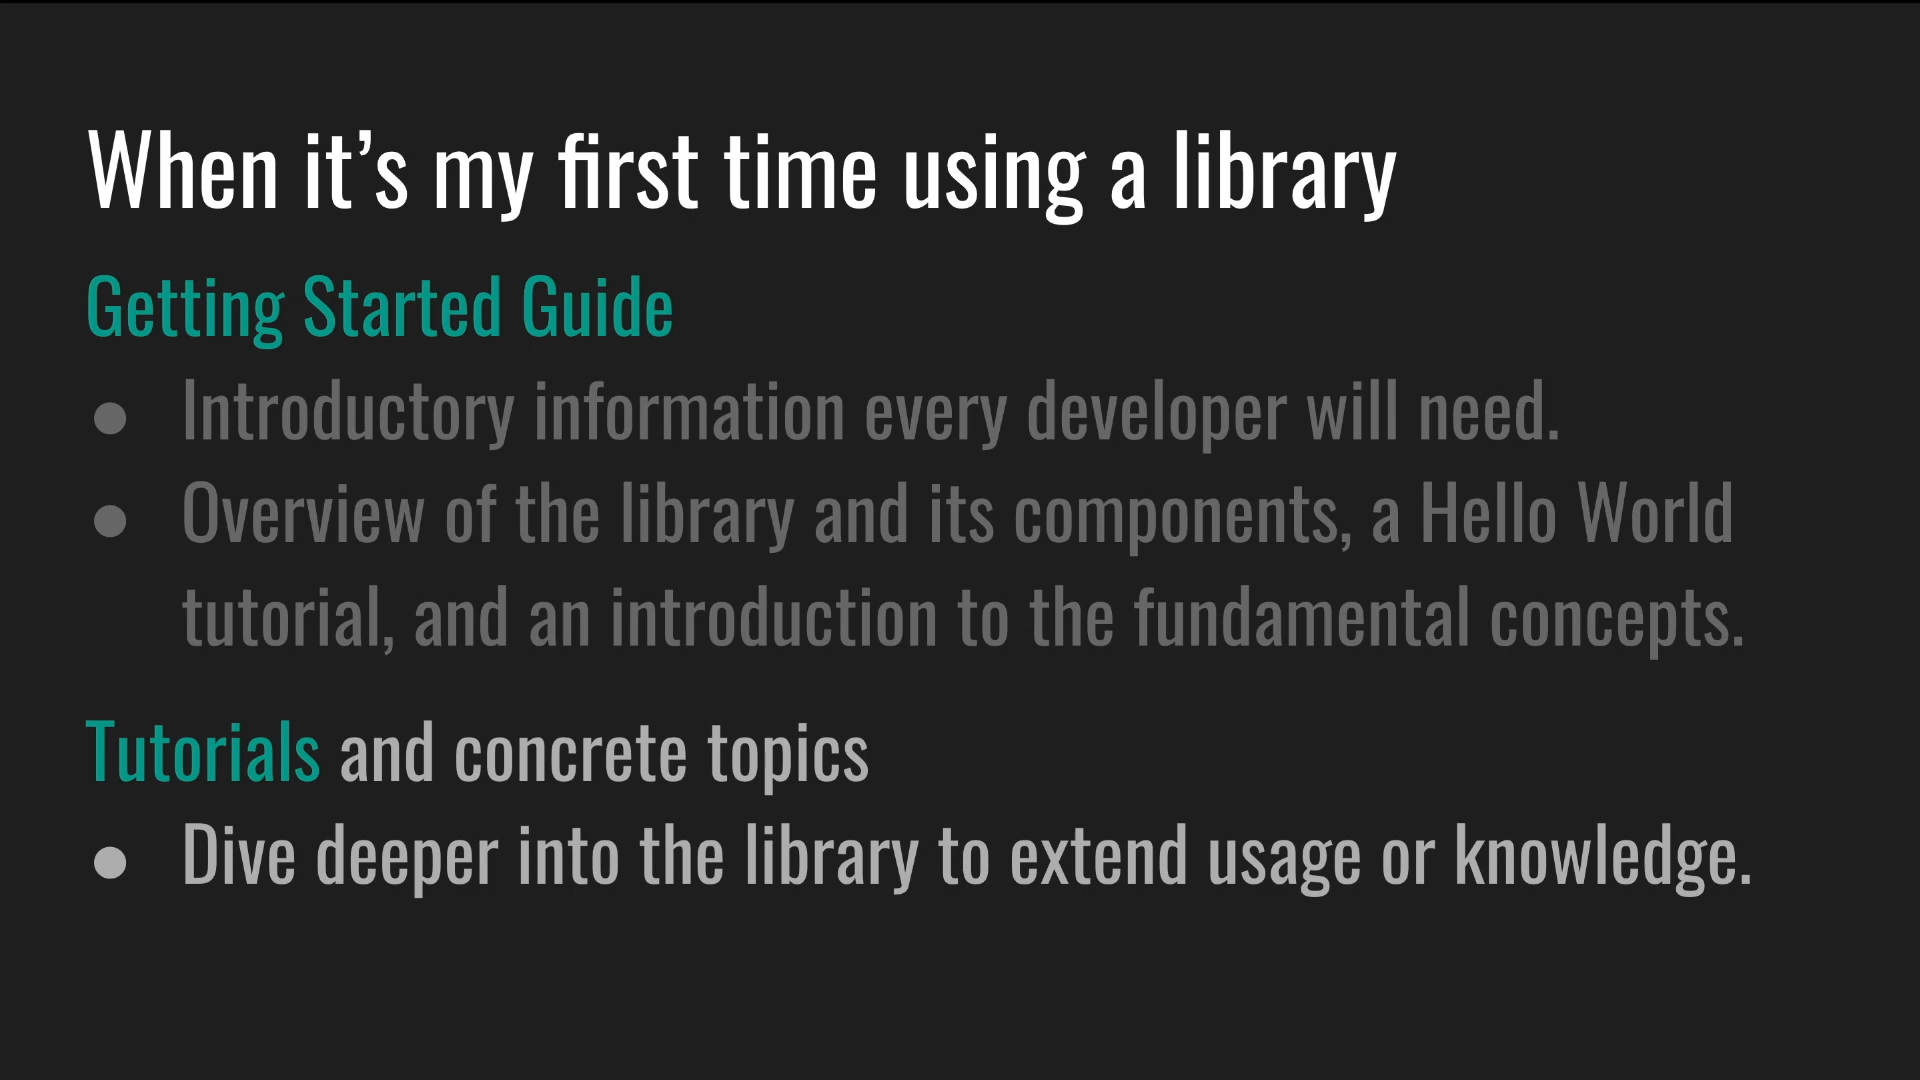 When it’s my first time using a library
Getting Started Guide
● Introductory information every developer will need.
● Overview of the library and its components, a Hello World
tutorial, and an introduction to the fundamental concepts.
Tutorials and concrete topics
● Dive deeper into the library to extend usage or knowledge.